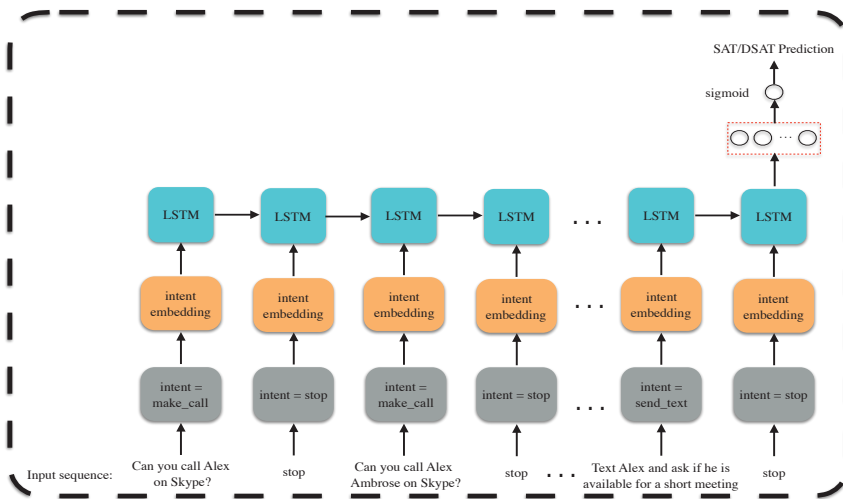 SAT/DSAT Prediction
sigmoid
...
LSTM LSTM LSTM LSTM ... LSTM LSTM
intent embedding
intent embedding
intent embedding
intent embedding
...
intent embedding
intent embedding
intent = make_call
intent = stop
intent = make_call
intent = stop
...
intent = send_text
intent = stop
Input sequence:
Can you call Alex
on Skype?
stop
Can you call Alex
Ambrose on Skype?
stop
...
Text Alex and ask if he is
available for a short meeting
stop